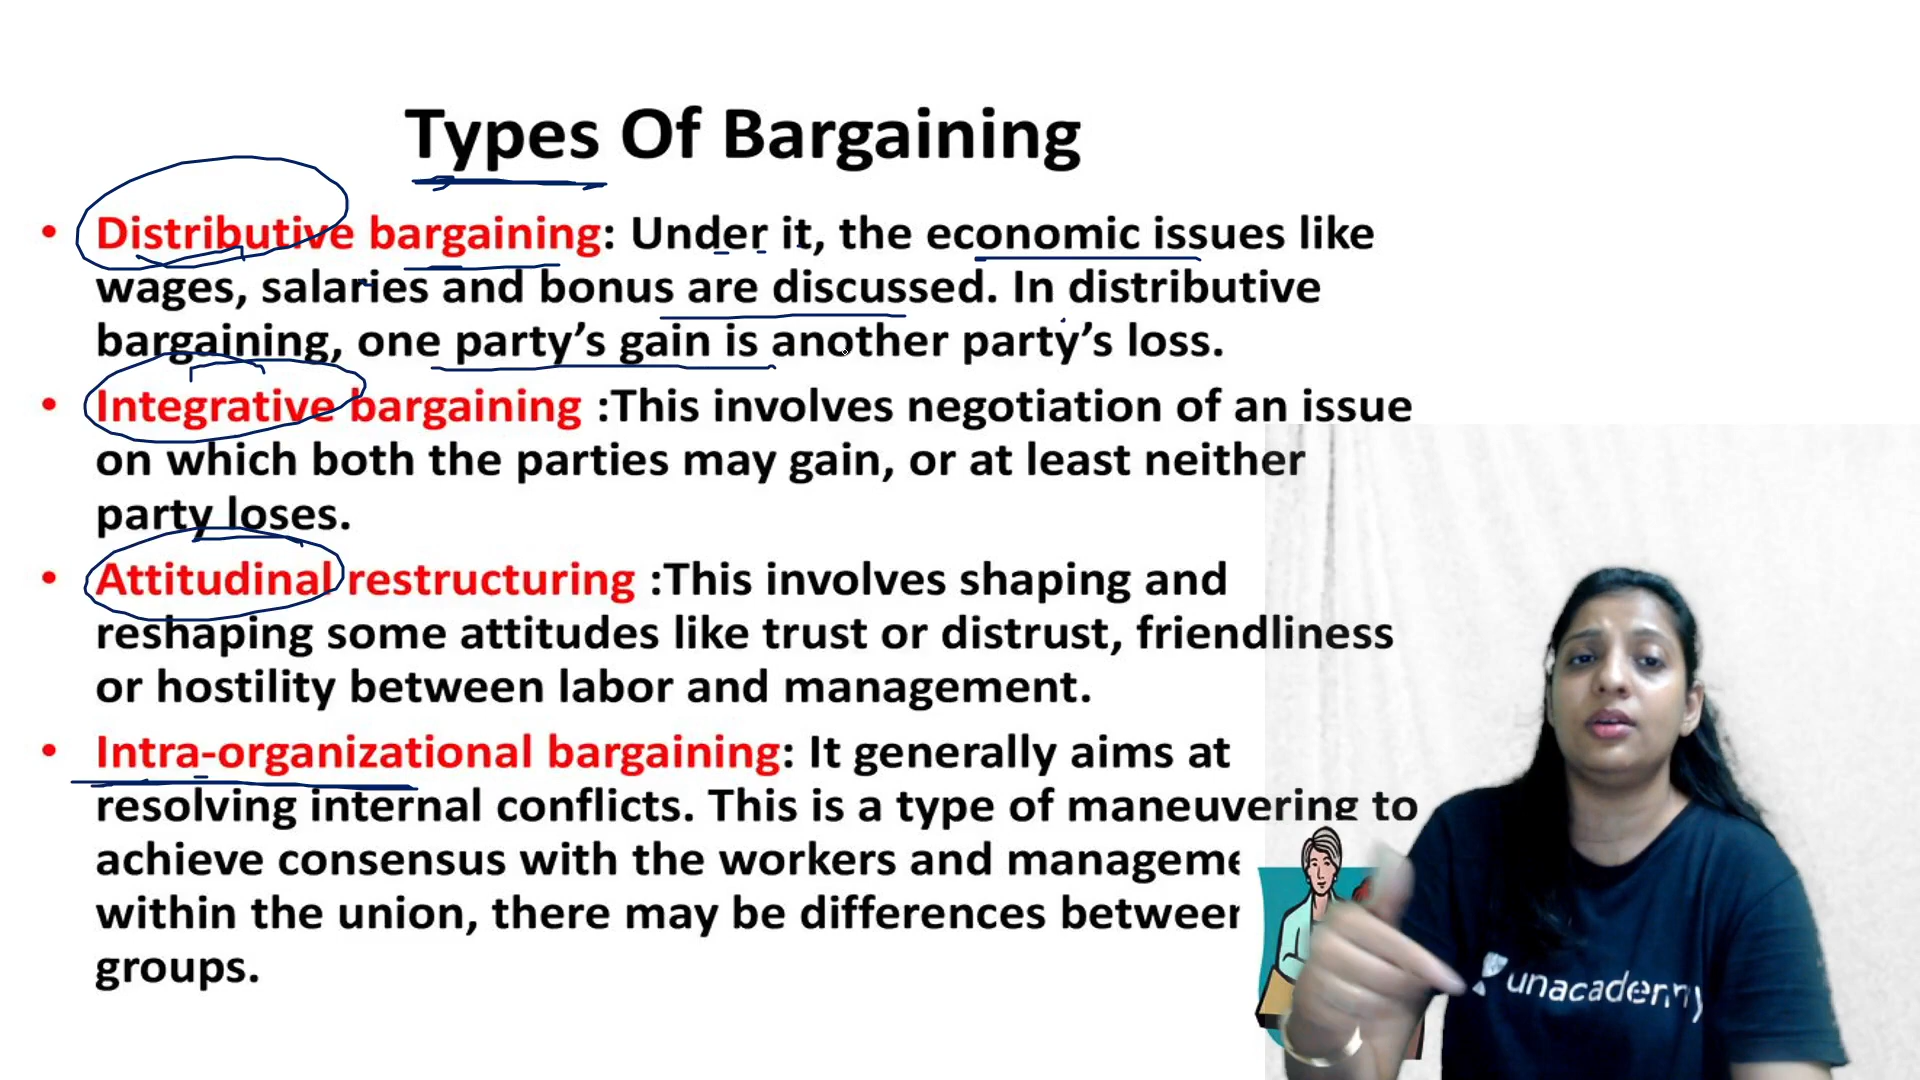 Types Of Bargaining
• Distributive bargaining: Under it, the economic issues like
wages, salaries and bonus are discussed. In distributive
bargaining, one party’s gain is another party’s loss.
• Integrative bargaining :This involves negotiation of an issue
on which both the parties may gain, or at least neither
party loses.
• Attitudinal restructuring :This involves shaping and
reshaping some attitudes like trust or distrust, friendliness
or hostility between labor and management.
• Intra-organizational bargaining: It generally aims at
resolving internal conflicts. This is a type of maneuvering to
achieve consensus with the workers and manageme
within the union, there may be differences between
groups.
unacademy